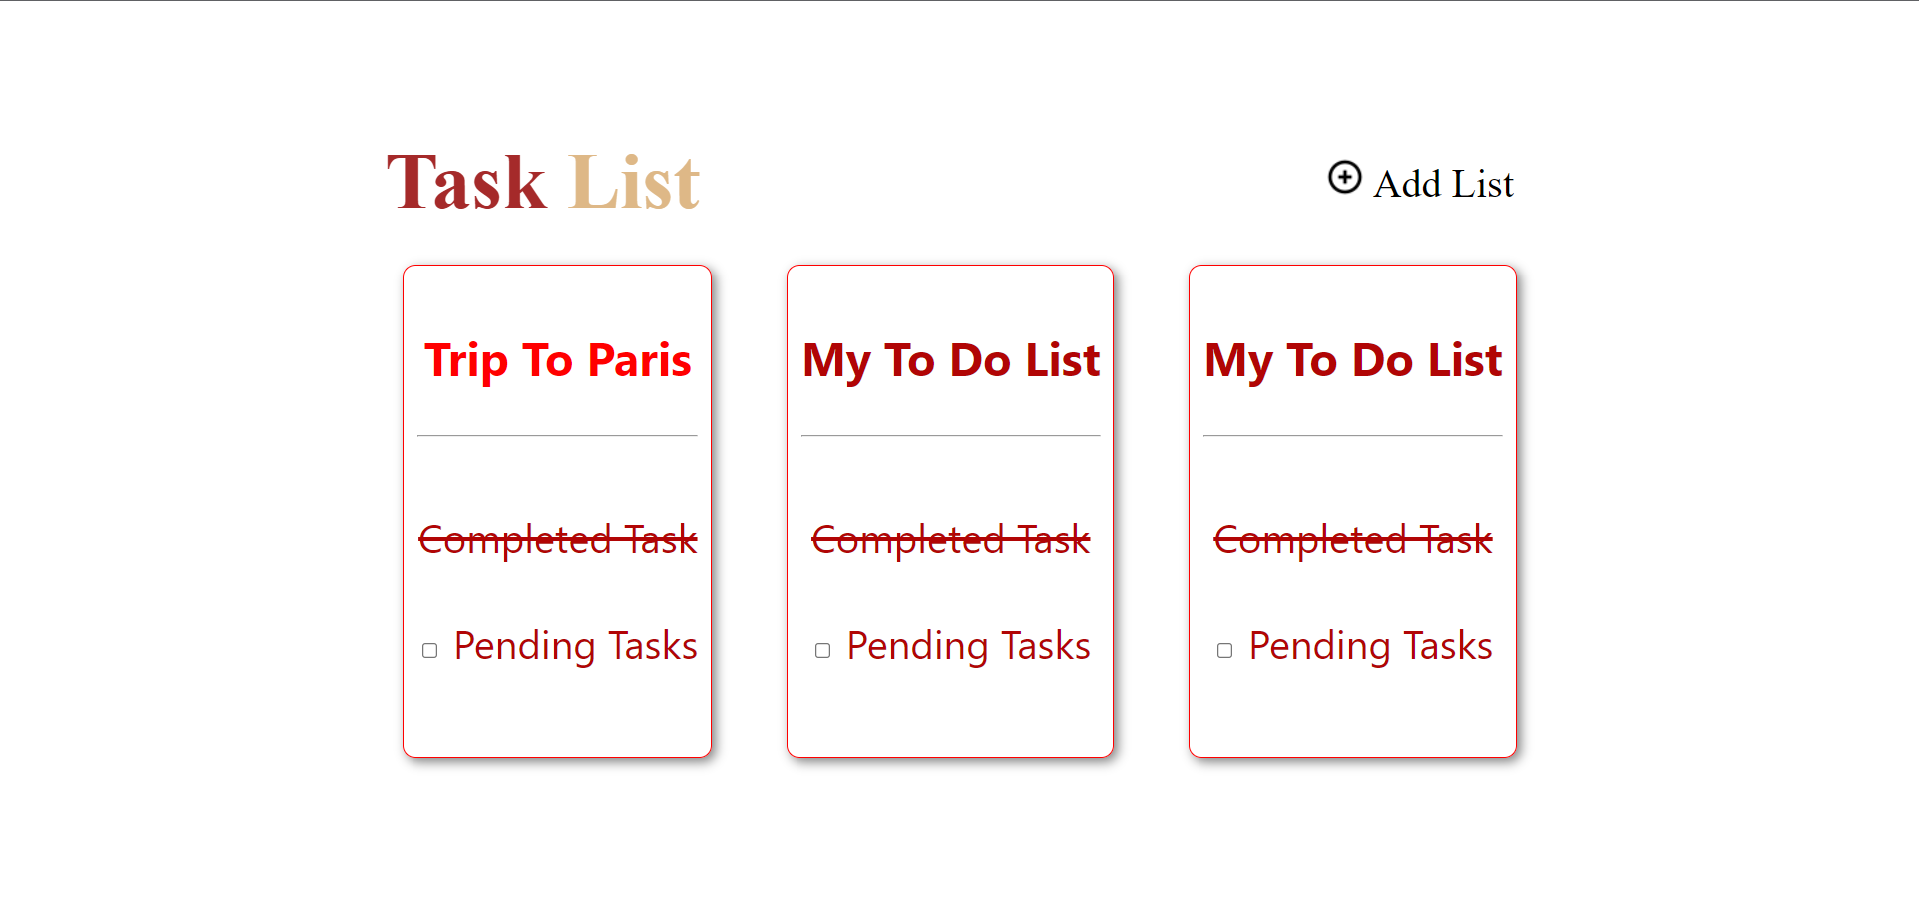 Task List
Add List
Trip To Paris
Completed Task
Pending Tasks
My To Do List
Completed Task
Pending Tasks
My To Do List
Completed Task
Pending Tasks